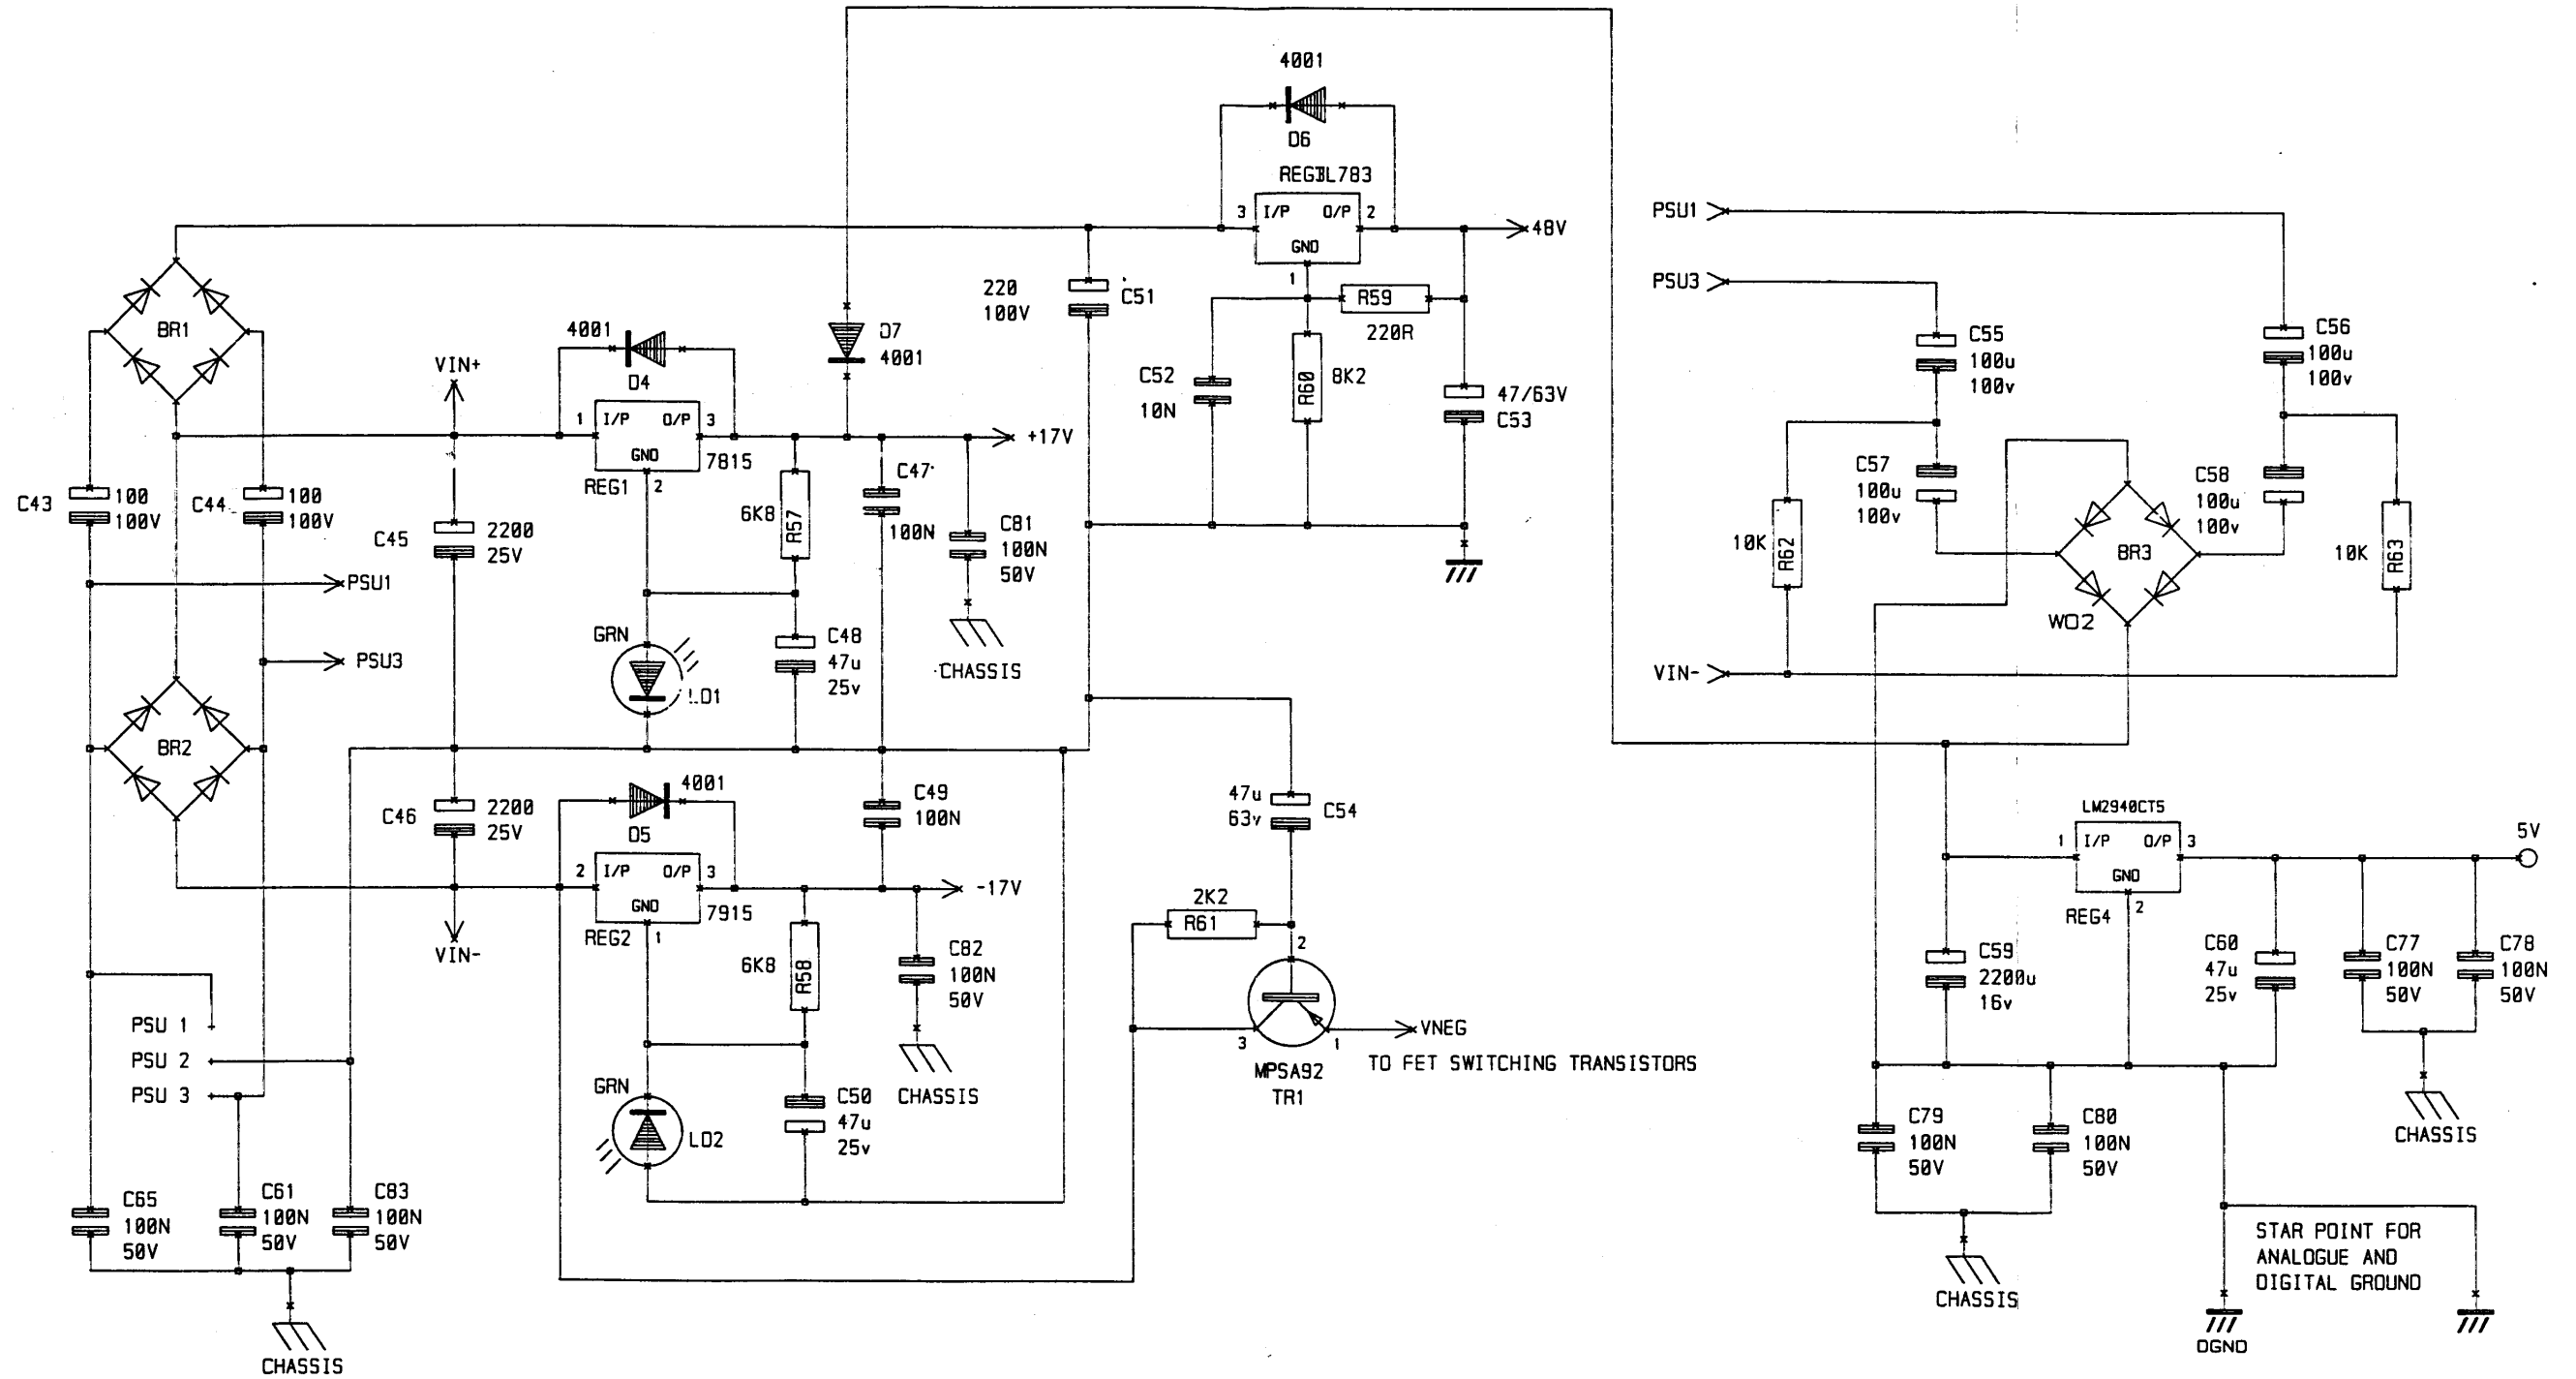 4001
D6
REG3L783
3 I/P O/P 2
GND
1
48V
220
100V
C51
R59
220R
C52
10N
R60
8K2
47/63V
C53
BR1
VIN+
4001
D4
1 I/P O/P 3
GND
7815
REG1 2
D7
4001
+17V
C43
100
100V
C44
100
100V
C45
2200
25V
6K8
R57
C47
100N
C81
100N
50V
CHASSIS
PSU1
PSU3
GRN
LD1
C48
47u
25v
BR2
C46
2200
25V
VIN-
4001
D5
2 I/P O/P 3
GND
7915
REG2 1
C49
100N
-17V
6K8
R58
C82
100N
50V
CHASSIS
47u
63v
C54
2K2
R61
2
3
1
MPSA92
TR1
VNEG
TO FET SWITCHING TRANSISTORS
PSU 1
PSU 2
PSU 3
GRN
LD2
C50
47u
25v
C65
100N
50V
C61
100N
50V
C83
100N
50V
CHASSIS
PSU1
PSU3
C55
100u
100v
C56
100u
100v
C57
100u
100v
C58
100u
100v
10K
R62
BR3
WO2
10K
R63
VIN-
LM2940CT5
1 I/P O/P 3
GND
REG4 2
5V
C59
2200u
16v
C60
47u
25v
C77
100N
50V
C78
100N
50V
CHASSIS
C79
100N
50V
C80
100N
50V
CHASSIS
STAR POINT FOR
ANALOGUE AND
DIGITAL GROUND
DGND